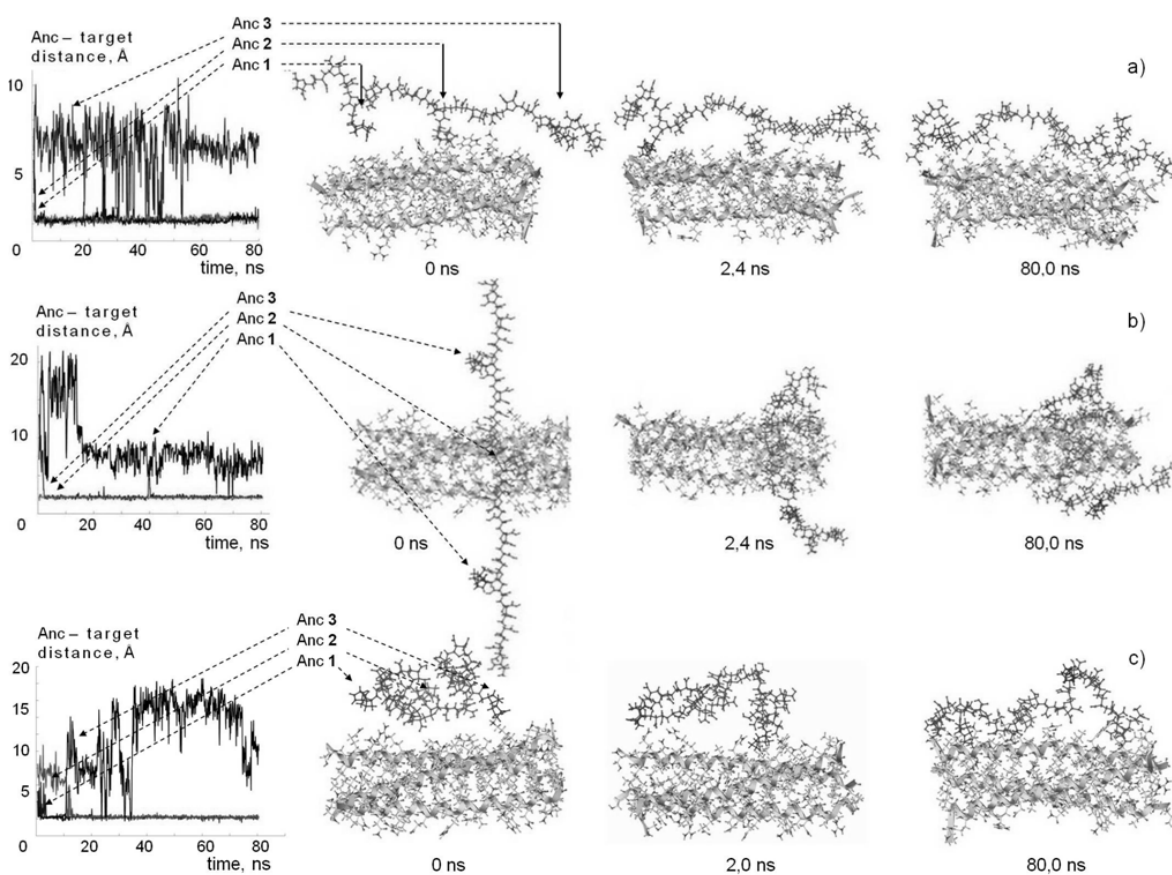 Anc – target
distance, Å
Anc 3
Anc 2
Anc 1
a)
10
5
0
0 20 40 60 80
time, ns
0 ns
2,4 ns
80,0 ns
Anc – target
distance, Å
Anc 3
Anc 2
Anc 1
b)
20
10
0
0 20 40 60 80
time, ns
0 ns
2,4 ns
80,0 ns
Anc – target
distance, Å
Anc 3
Anc 2
Anc 1
c)
20
15
10
5
0
0 20 40 60 80
time, ns
0 ns
2,0 ns
80,0 ns